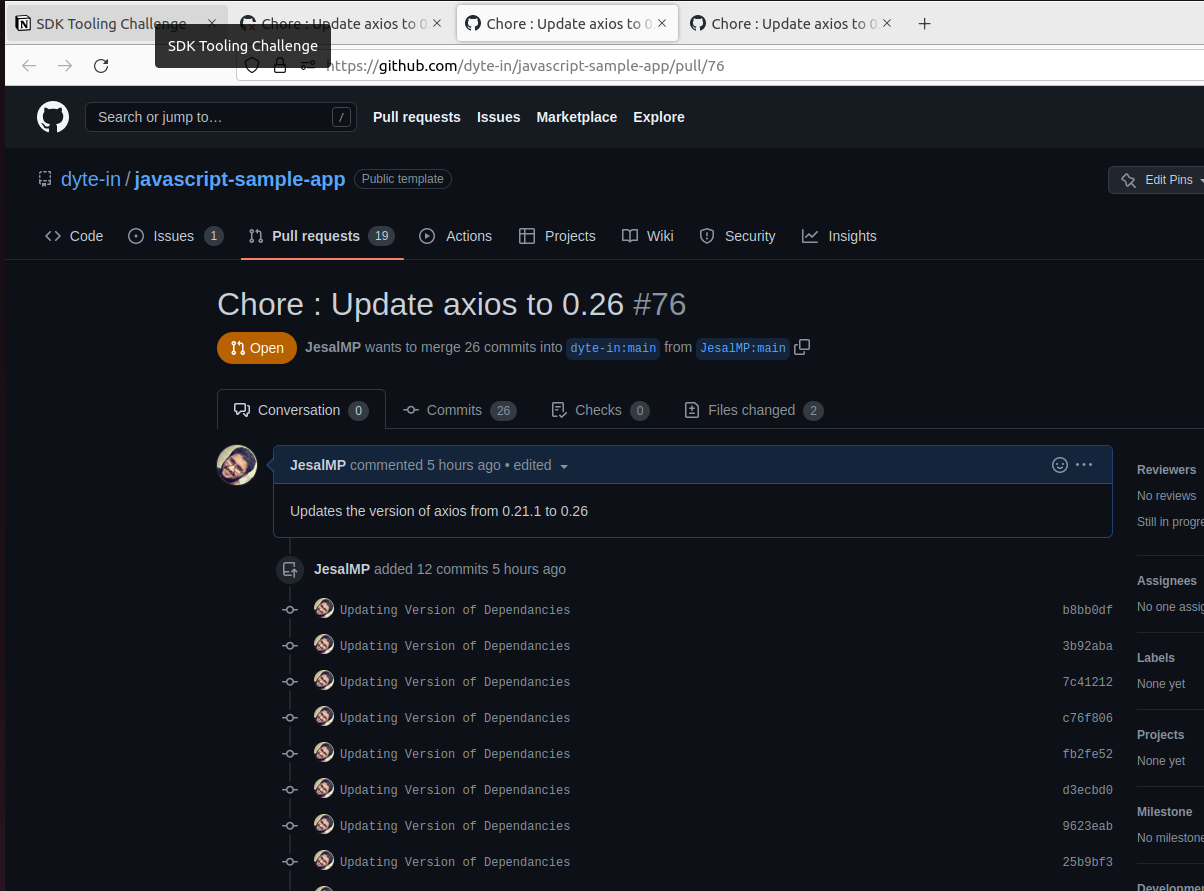 SDK Tooling Challenge
Chore : Update axios to 0
Chore : Update axios to 0
Chore : Update axios to 0
SDK Tooling Challenge
https://github.com/dyte-in/javascript-sample-app/pull/76
Search or jump to… /
Pull requests Issues Marketplace Explore
dyte-in / javascript-sample-app Public template
Edit Pins
Code Issues 1 Pull requests 19 Actions Projects Wiki Security Insights
Chore : Update axios to 0.26 #76
Open JesalMP wants to merge 26 commits into dyte-in:main from JesalMP:main
Conversation 0 Commits 26 Checks 0 Files changed 2
JesalMP commented 5 hours ago • edited
Updates the version of axios from 0.21.1 to 0.26
JesalMP added 12 commits 5 hours ago
Updating Version of Dependancies b8bb0df
Updating Version of Dependancies 3b92aba
Updating Version of Dependancies 7c41212
Updating Version of Dependancies c76f806
Updating Version of Dependancies fb2fe52
Updating Version of Dependancies d3ecbd0
Updating Version of Dependancies 9623eab
Updating Version of Dependancies 25b9bf3
Reviewers
No reviews
Still in progre
Assignees
No one assig
Labels
None yet
Projects
None yet
Milestone
No milestone
Developmen